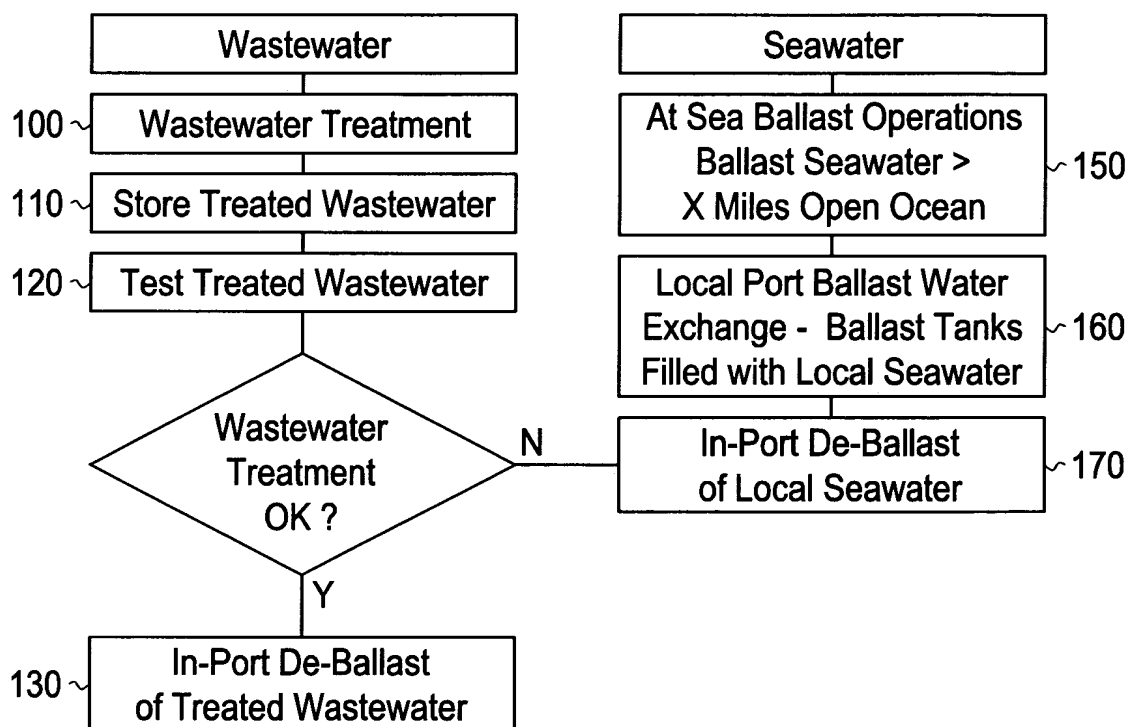 Wastewater
100
Wastewater Treatment
110
Store Treated Wastewater
120
Test Treated Wastewater
Wastewater
Treatment
OK ?
N
Y
130
In-Port De-Ballast
of Treated Wastewater
Seawater
At Sea Ballast Operations
Ballast Seawater >
X Miles Open Ocean
150
Local Port Ballast Water
Exchange - Ballast Tanks
Filled with Local Seawater
160
In-Port De-Ballast
of Local Seawater
170